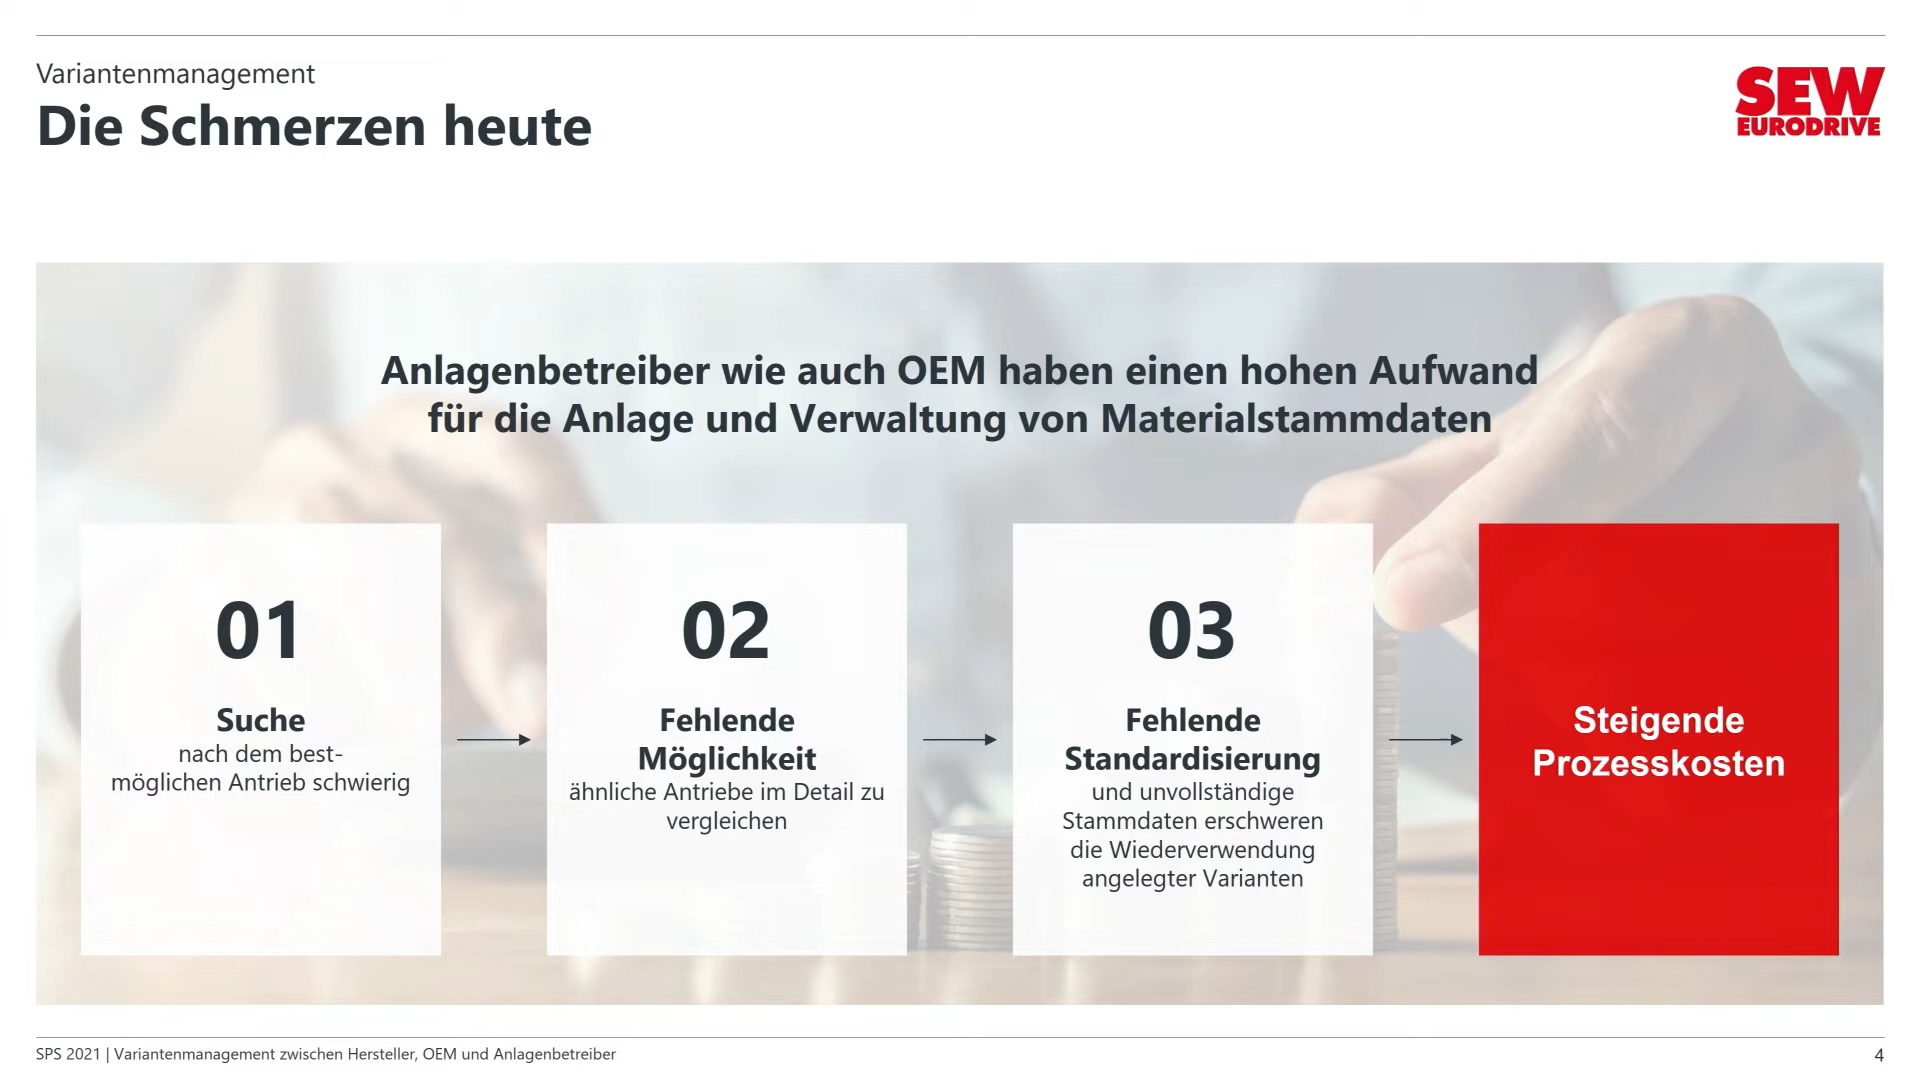 Variantenmanagement
Die Schmerzen heute
SEW
EURODRIVE
Anlagenbetreiber wie auch OEM haben einen hohen Aufwand
für die Anlage und Verwaltung von Materialstammdaten
01
Suche
nach dem best-
möglichen Antrieb schwierig
02
Fehlende
Möglichkeit
ähnliche Antriebe im Detail zu
vergleichen
03
Fehlende
Standardisierung
und unvollständige
Stammdaten erschweren
die Wiederverwendung
angelegter Varianten
Steigende
Prozesskosten
SPS 2021 | Variantenmanagement zwischen Hersteller, OEM und Anlagenbetreiber
4